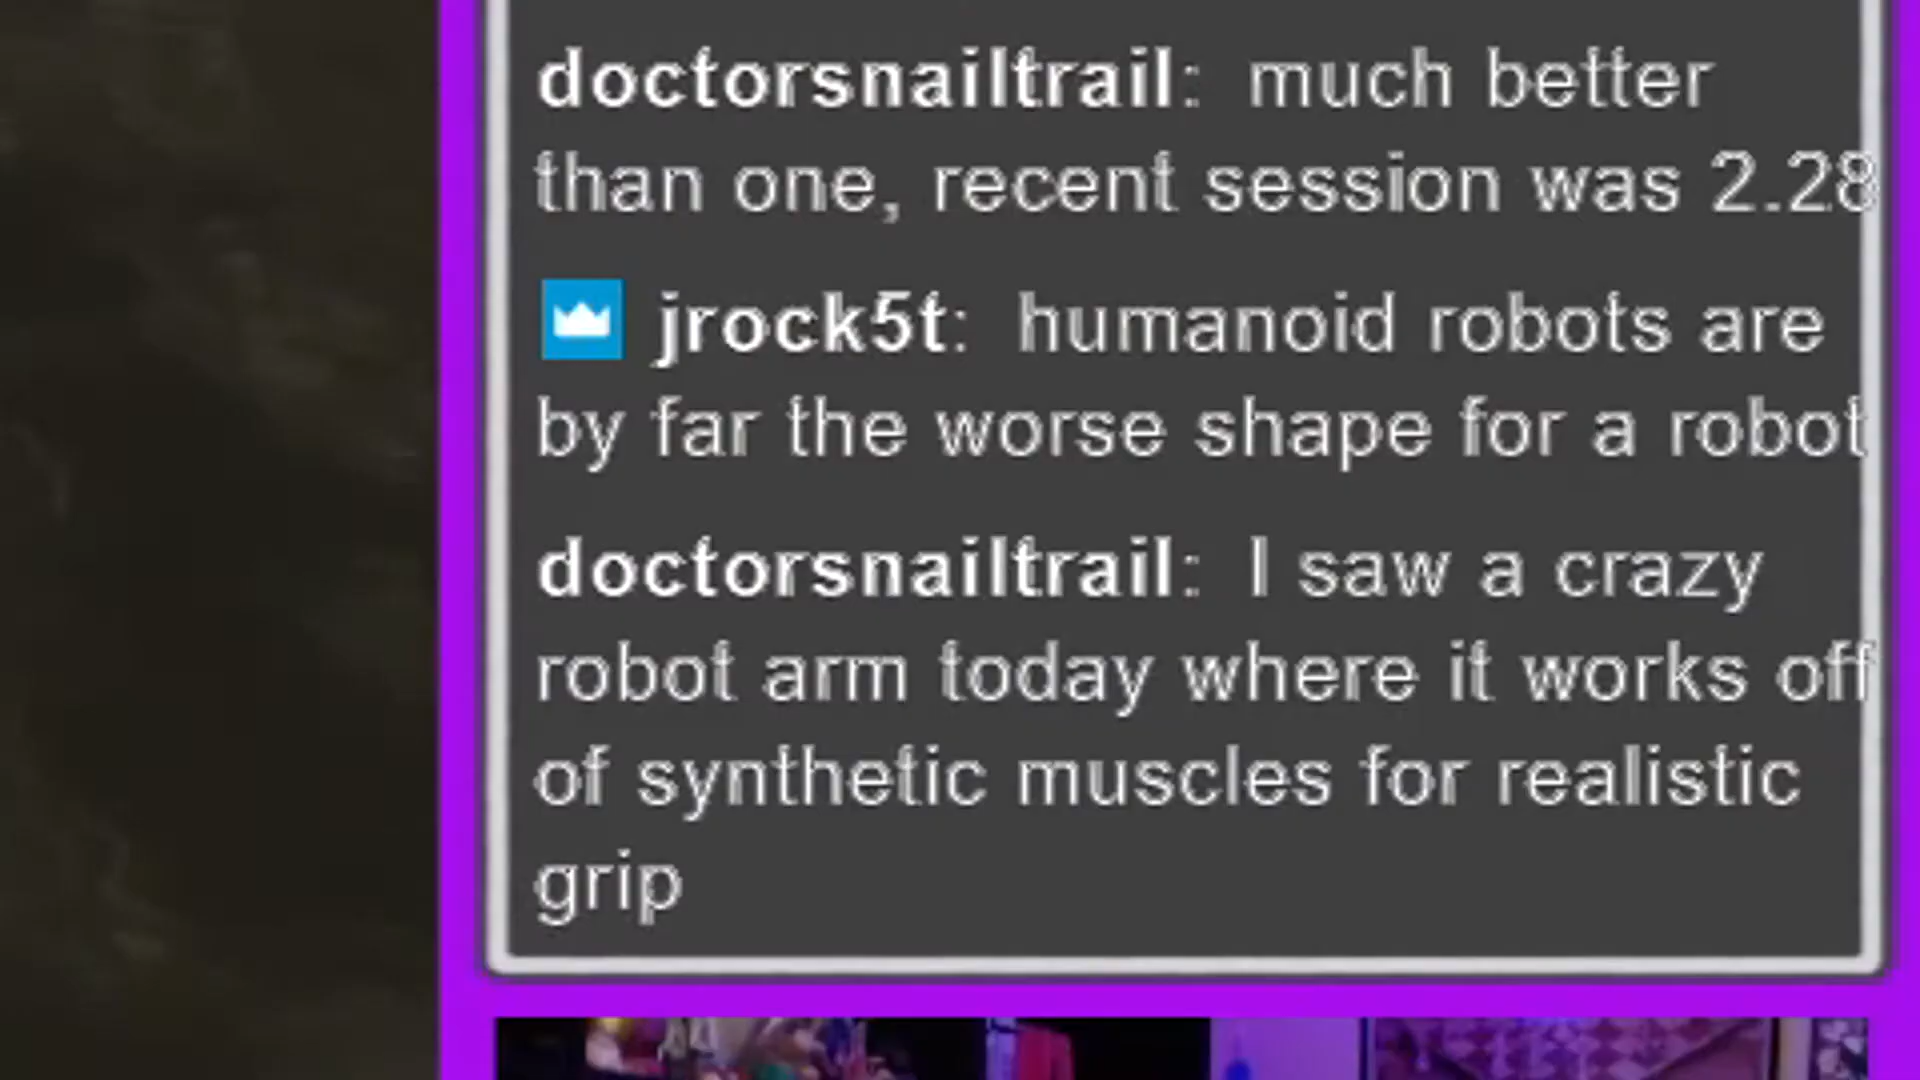 doctorsnailtrail: much better
than one, recent session was 2.28
jrock5t: humanoid robots are
by far the worse shape for a robot
doctorsnailtrail: I saw a crazy
robot arm today where it works off
of synthetic muscles for realistic
grip